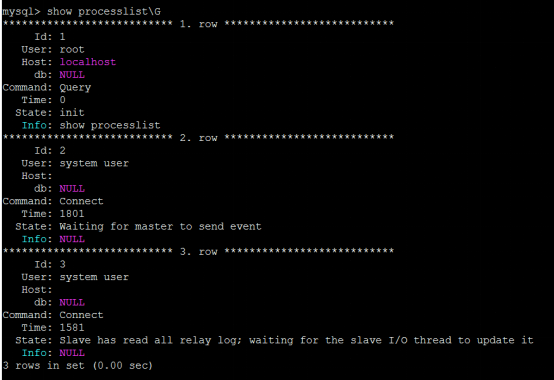 mysql> show processlist\G
*************************** 1. row ***************************
Id: 1
User: root
Host: localhost
db: NULL
Command: Query
Time: 0
State: init
Info: show processlist
*************************** 2. row ***************************
Id: 2
User: system user
Host:
db: NULL
Command: Connect
Time: 1801
State: Waiting for master to send event
Info: NULL
*************************** 3. row ***************************
Id: 3
User: system user
Host:
db: NULL
Command: Connect
Time: 1581
State: Slave has read all relay log; waiting for the slave I/O thread to update it
Info: NULL
3 rows in set (0.00 sec)